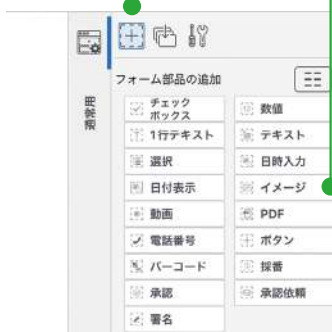 フォーム部品の追加
通常用
チェック
ボックス
数値
1行テキスト
テキスト
選択
日時入力
日付表示
イメージ
動画
PDF
電話番号
ボタン
バーコード
採番
承認
承認依頼
署名